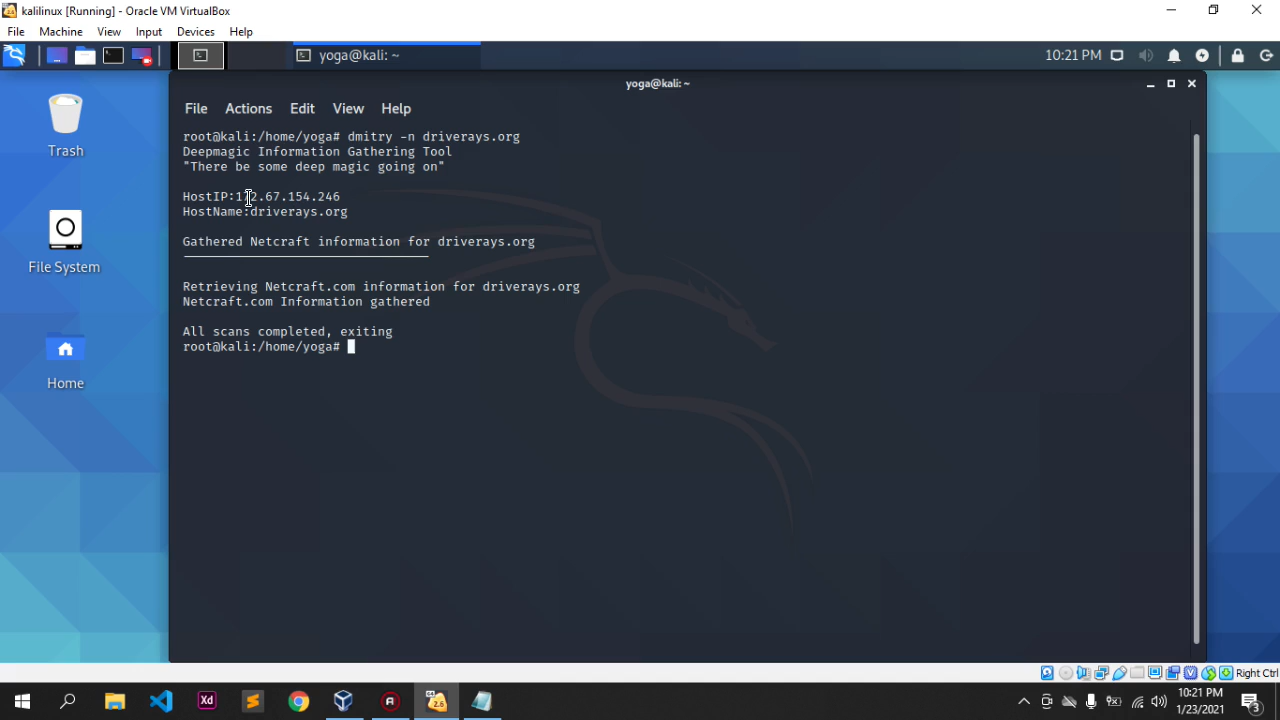 kalilinux [Running] - Oracle VM VirtualBox
File Machine View Input Devices Help
yoga@kali: ~
10:21 PM
yoga@kali: ~
File Actions Edit View Help
root@kali:/home/yoga# dmitry -n driverays.org
Deepmagic Information Gathering Tool
"There be some deep magic going on"
HostIP:172.67.154.246
HostName:driverays.org
Gathered Netcraft information for driverays.org
Retrieving Netcraft.com information for driverays.org
Netcraft.com Information gathered
All scans completed, exiting
root@kali:/home/yoga#
Trash
File System
Home
Right Ctrl
Xd
2.6
10:21 PM
1/23/2021
3